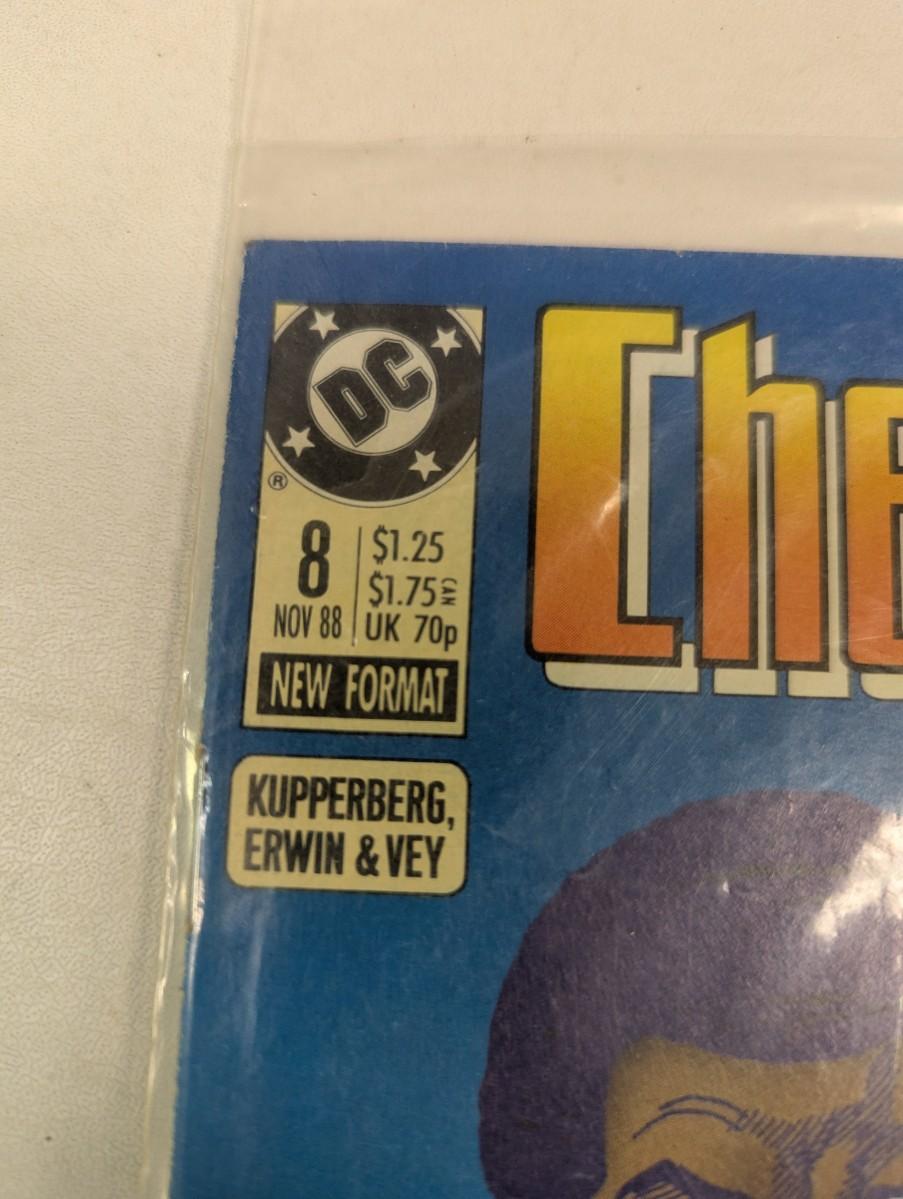 DC
®
8
NOV 88
$1.25
$1.75 CAN
UK 70p
NEW FORMAT
KUPPERBERG,
ERWIN & VEY
Che